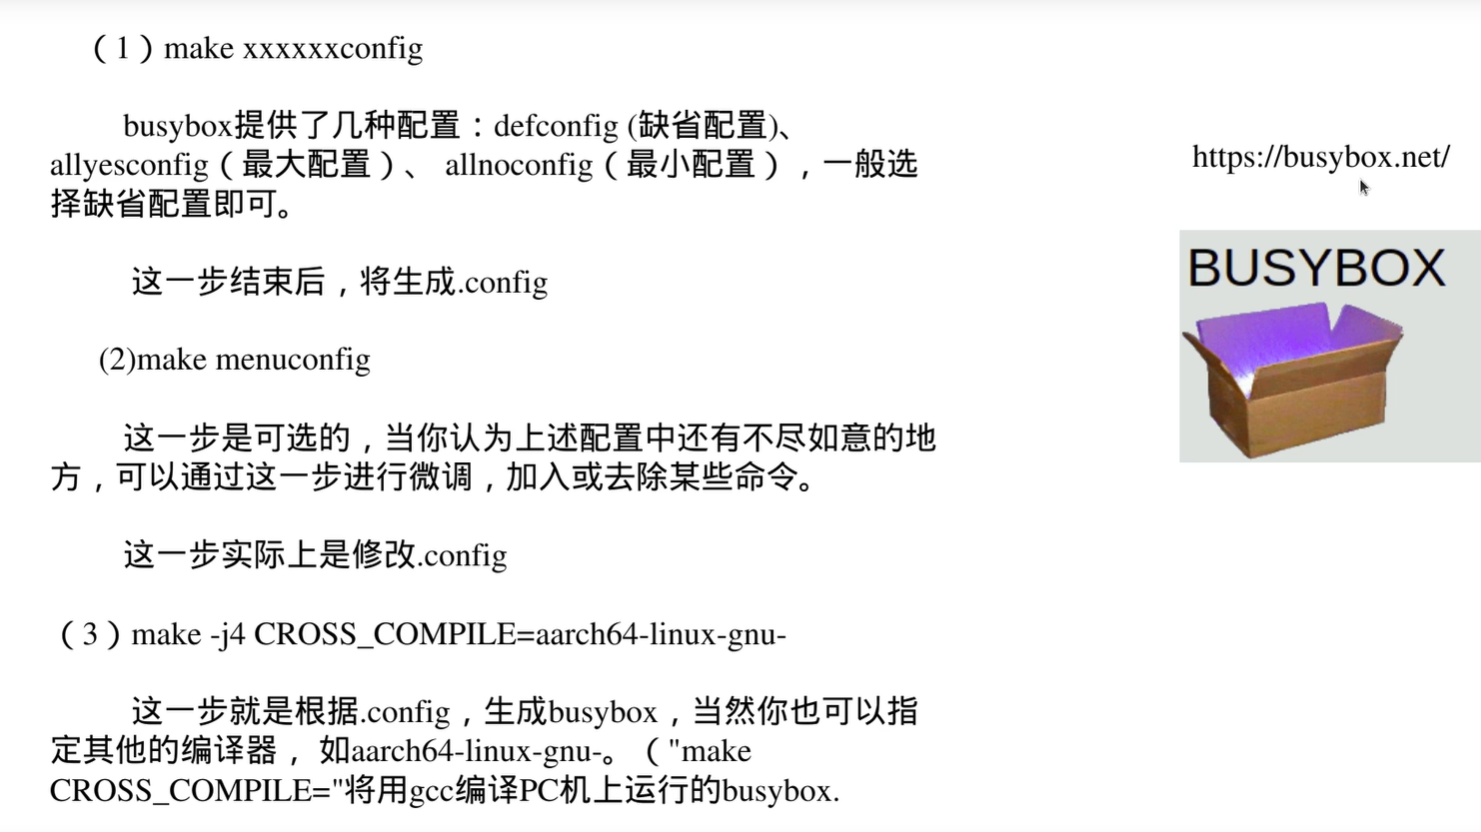 （1）make xxxxxxconfig
busybox提供了几种配置：defconfig (缺省配置)、
allyesconfig（最大配置）、 allnoconfig（最小配置），一般选
择缺省配置即可。
这一步结束后，将生成.config
(2)make menuconfig
这一步是可选的，当你认为上述配置中还有不尽如意的地
方，可以通过这一步进行微调，加入或去除某些命令。
这一步实际上是修改.config
（3）make -j4 CROSS_COMPILE=aarch64-linux-gnu-
这一步就是根据.config，生成busybox，当然你也可以指
定其他的编译器， 如aarch64-linux-gnu-。（"make
CROSS_COMPILE="将用gcc编译PC机上运行的busybox.
https://busybox.net/
BUSYBOX